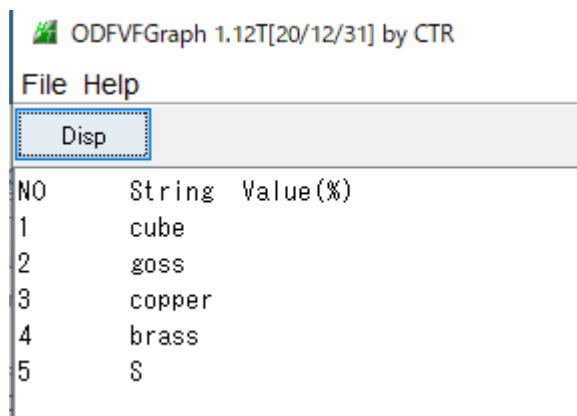 ODFVFGraph 1.12T[20/12/31] by CTR
File Help
Disp
NO String Value(%)
1 cube
2 goss
3 copper
4 brass
5 S